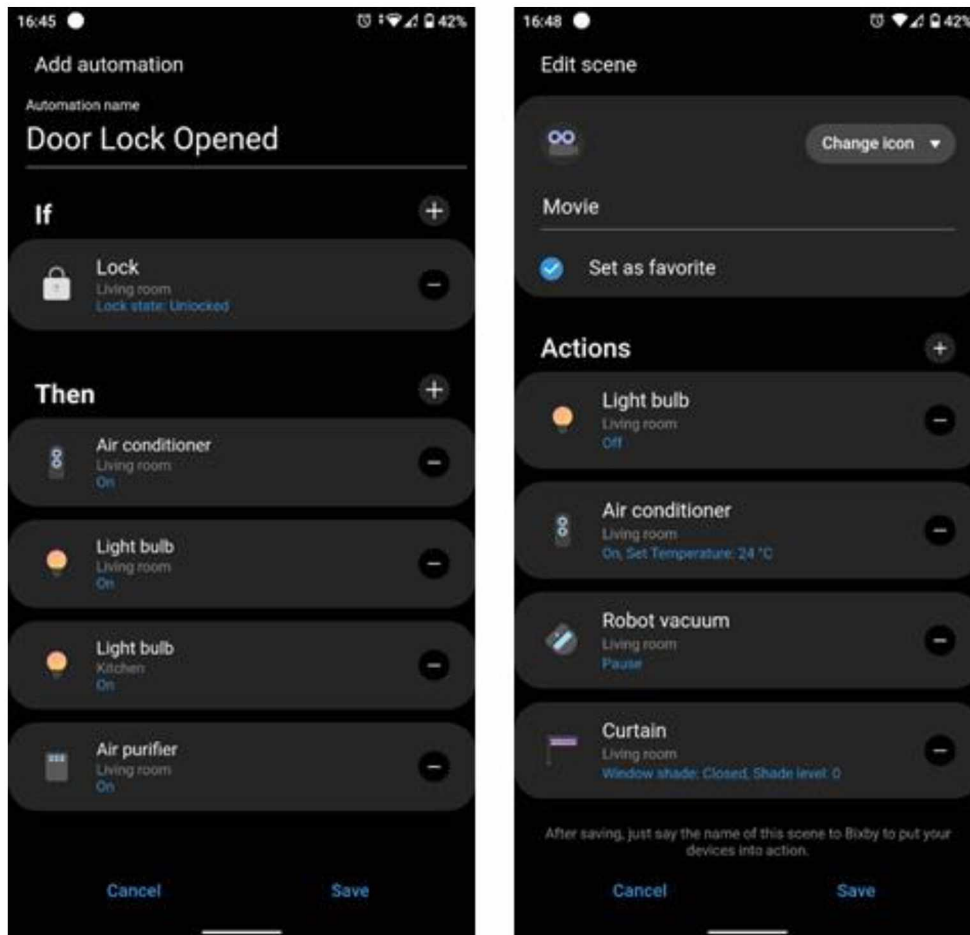 16:45
42%
Add automation
Automation name
Door Lock Opened
If
Lock
Living room
Lock state: Unlocked
Then
Air conditioner
Living room
On
Light bulb
Living room
On
Light bulb
Kitchen
On
Air purifier
Living room
On
Cancel
Save
16:48
42%
Edit scene
Change icon
Movie
Set as favorite
Actions
Light bulb
Living room
Off
Air conditioner
Living room
On, Set Temperature: 24 °C
Robot vacuum
Living room
Pause
Curtain
Living room
Window shade: Closed, Shade level: 0
After saving, just say the name of this scene to Bixby to put your
devices into action.
Cancel
Save